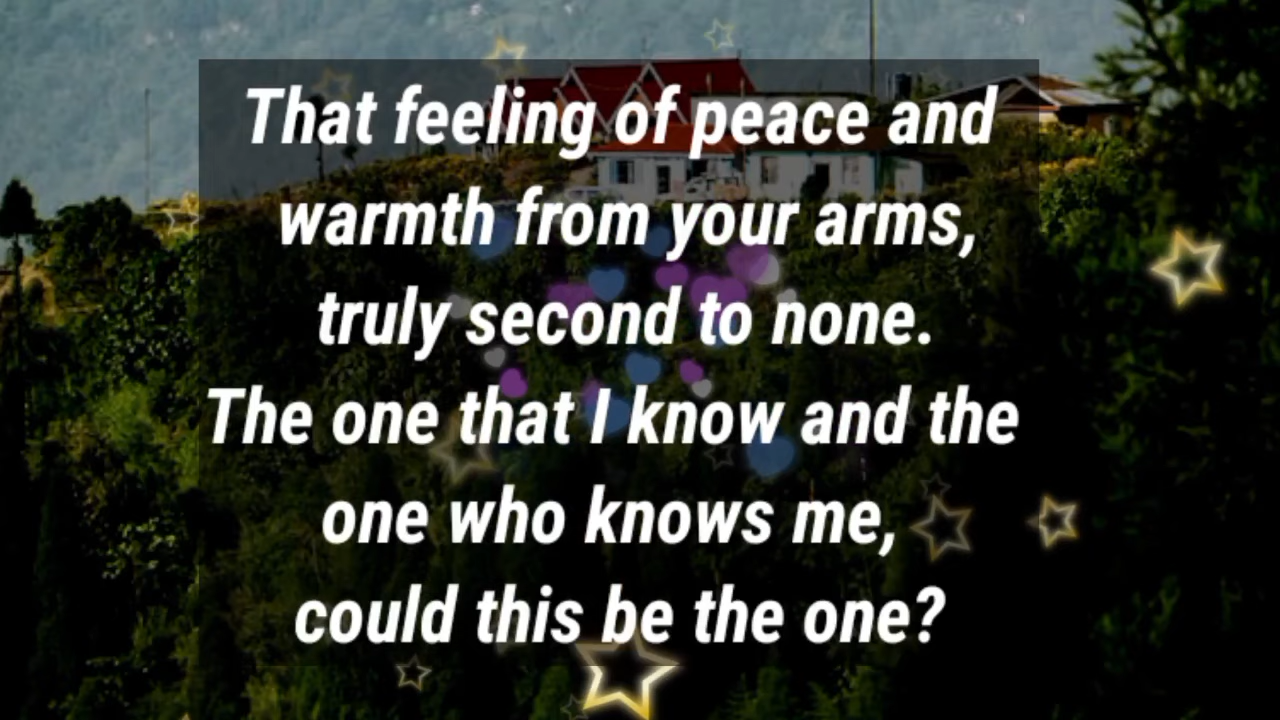 That feeling of peace and
warmth from your arms,
truly second to none.
The one that I know and the
one who knows me,
could this be the one?